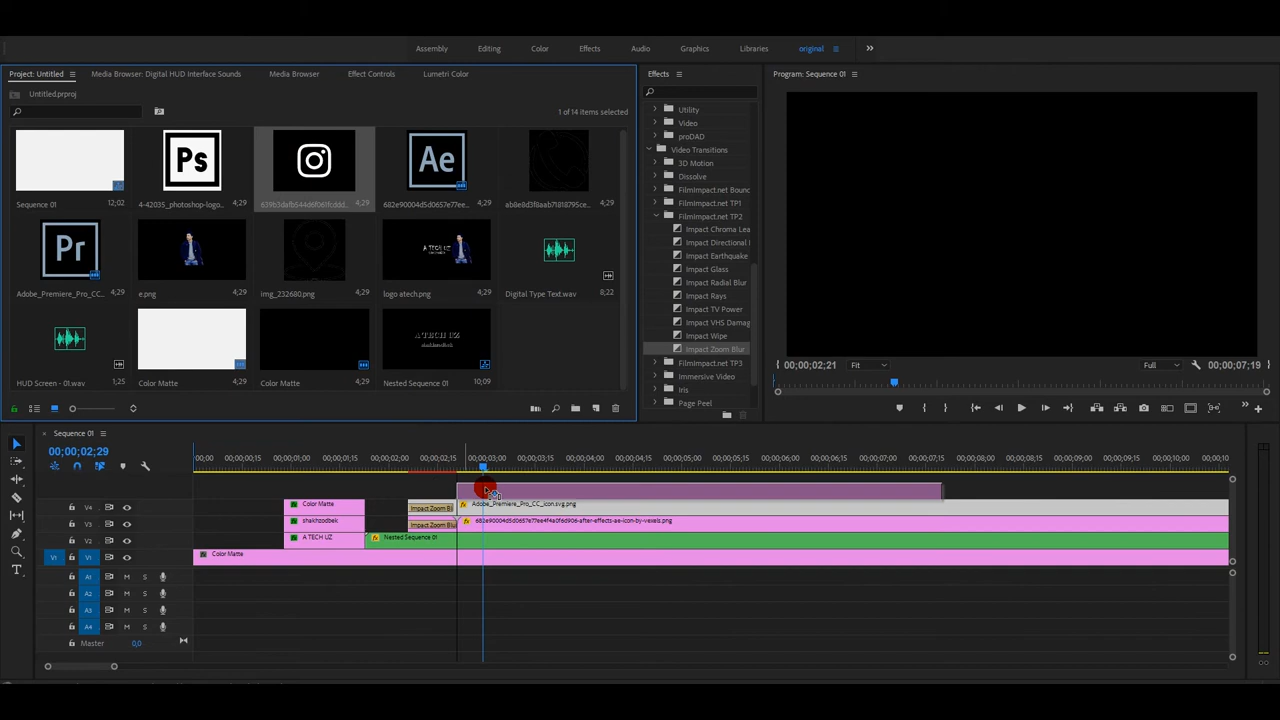 Assembly Editing Color Effects Audio Graphics Libraries original
Project: Untitled Media Browser: Digital HUD Interface Sounds Media Browser Effect Controls Lumetri Color
Untitled.prproj
1 of 14 items selected
Ps Ae
Sequence 01 12;02 4-42035_photoshop-logo... 4;29 639b3dafb544d6f061fcddd... 4;29 682e90004d5d0657e77ee... 4;29 ab8e8d3f8aab71818795ce... 4;29
Pr A TECH UZ
Adobe_Premiere_Pro_CC... 4;29 e.png 4;29 img_232680.png 4;29 logo atech.png 4;29 Digital Type Text.wav 8;22
A TECH UZ
HUD Screen - 01.wav 1;25 Color Matte 4;29 Color Matte 4;29 Nested Sequence 01 10;09
Effects
Utility
Video
proDAD
Video Transitions
3D Motion
Dissolve
FilmImpact.net Bounc
FilmImpact.net TP1
FilmImpact.net TP2
Impact Chroma Lea
Impact Directional
Impact Earthquake
Impact Glass
Impact Radial Blur
Impact Rays
Impact TV Power
Impact VHS Damag
Impact Wipe
Impact Zoom Blur
FilmImpact.net TP3
Immersive Video
Iris
Page Peel
Program: Sequence 01
00;00;02;21 Fit Full 00;00;07;19
Sequence 01
00;00;02;29
00;00 00;00;00;15 00;00;01;00 00;00;01;15 00;00;02;00 00;00;02;15 00;00;03;00 00;00;03;15 00;00;04;00 00;00;04;15 00;00;05;00 00;00;05;15 00;00;06;00 00;00;06;15 00;00;07;00 00;00;07;15 00;00;08;00 00;00;08;15 00;00;09;00 00;00;09;15 00;00;10
V4 Color Matte Impact Zoom Bl Adobe_Premiere_Pro_CC_icon.svg.png
V3 shakhzodbek Impact Zoom Blu 682e90004d5d0657e77ee4f4a0f6d906-after-effects-ae-icon-by-vexels.png
V2 A TECH UZ Nested Sequence 01
V1 V1 Color Matte
A1 M S
A2 M S
A3 M S
A4 M S
Master 0,0